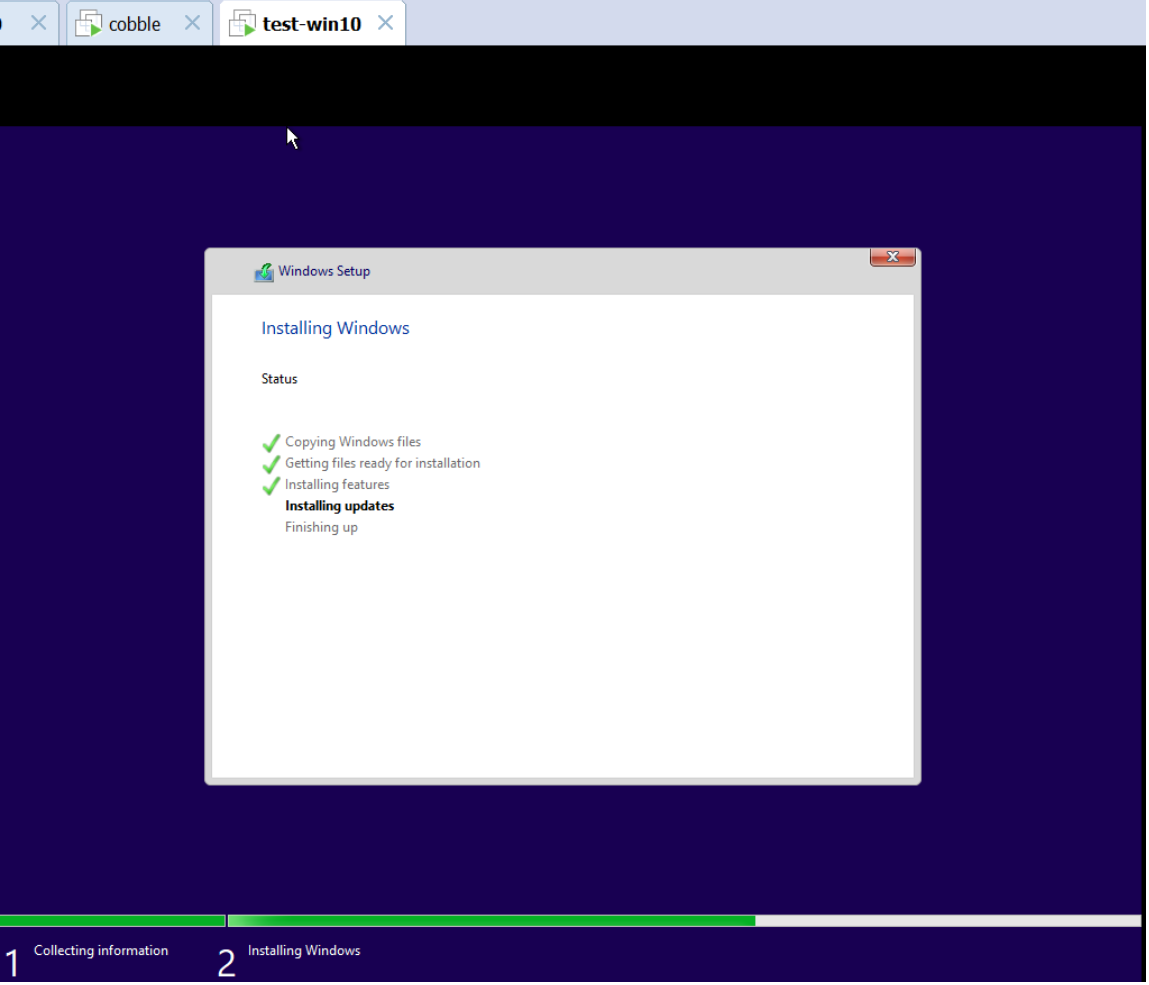 cobble
test-win10
Windows Setup
Installing Windows
Status
Copying Windows files
Getting files ready for installation
Installing features
Installing updates
Finishing up
1 Collecting information
2 Installing Windows